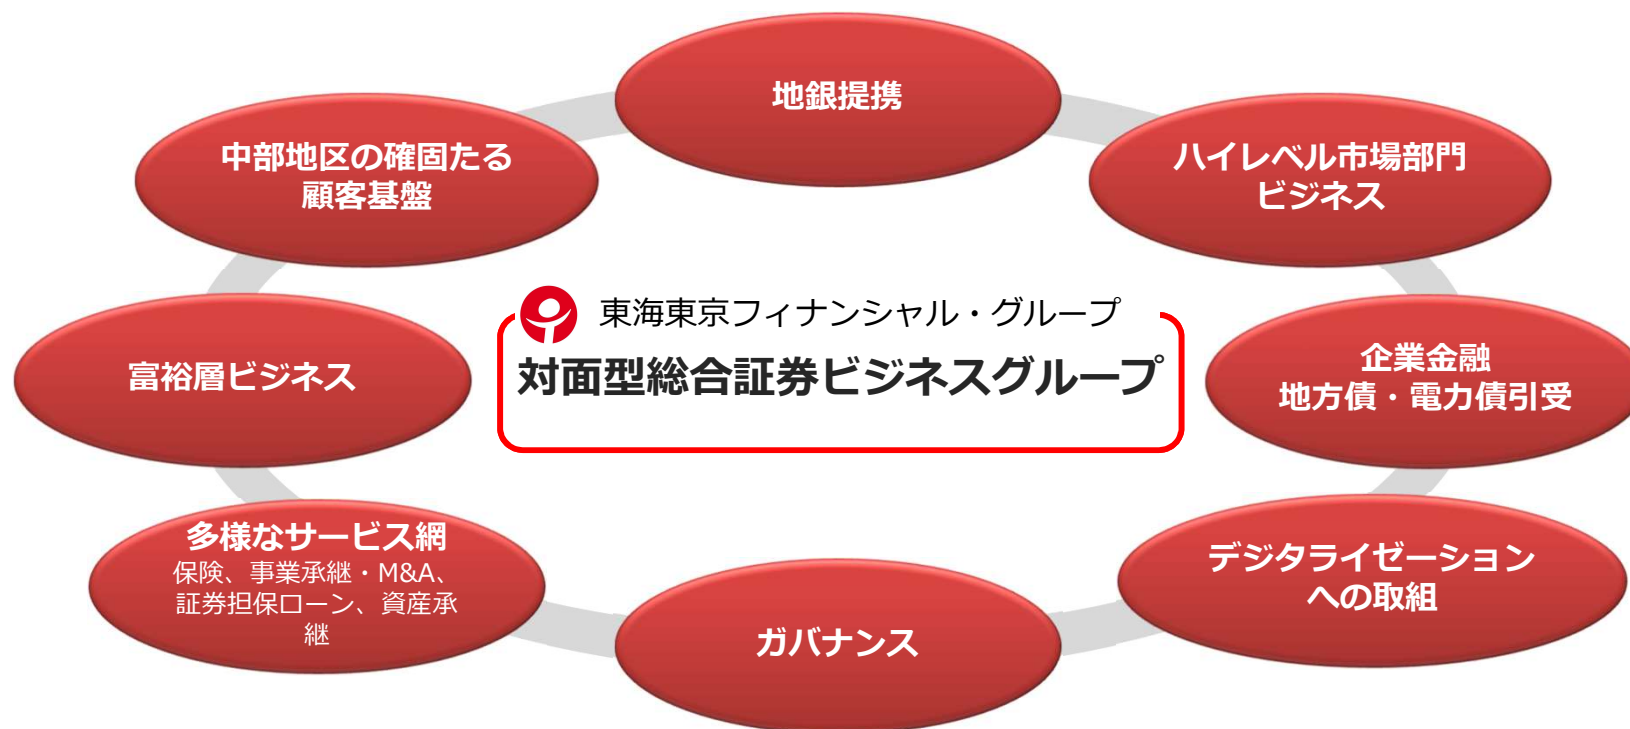 地銀提携
中部地区の確固たる
顧客基盤
ハイレベル市場部門
ビジネス
東海東京フィナンシャル・グループ
対面型総合証券ビジネスグループ
富裕層ビジネス
企業金融
地方債・電力債引受
多様なサービス網
保険、事業承継・M&A、
証券担保ローン、資産承
継
デジタライゼーション
への取組
ガバナンス